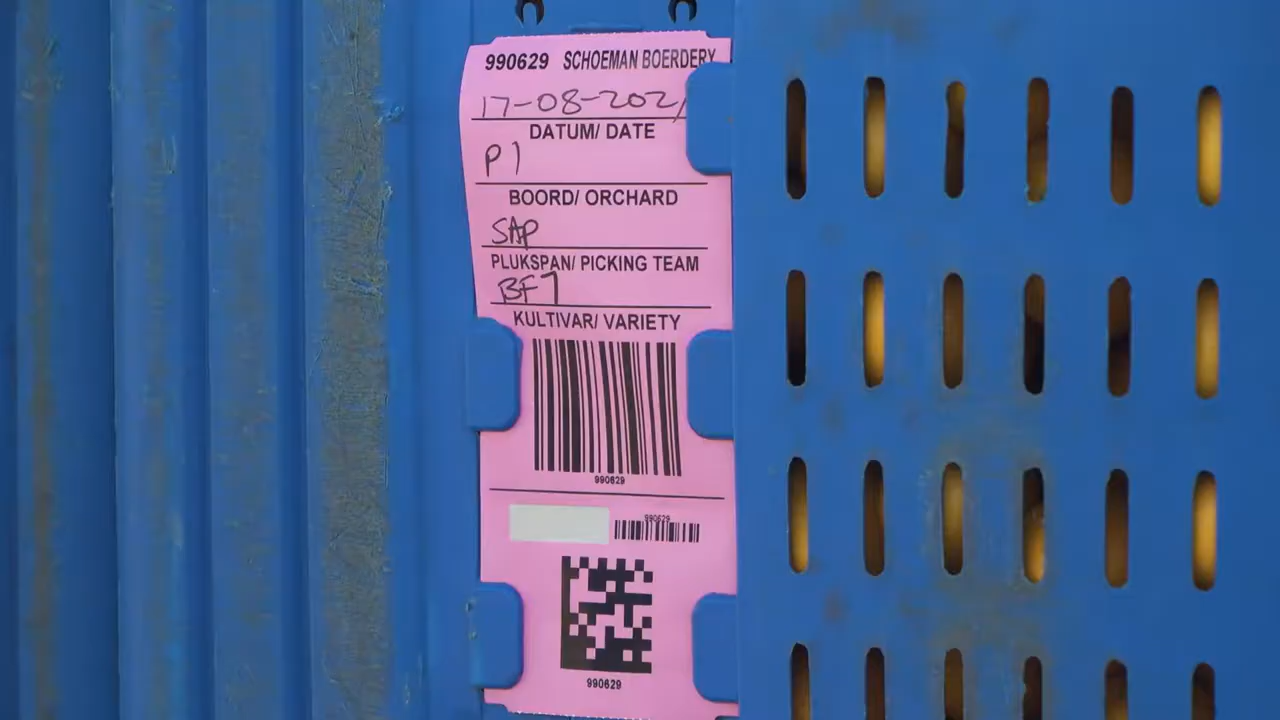 990629 SCHOEMAN BOERDERY
17-08-2021
DATUM/ DATE
P1
BOORD/ ORCHARD
SAP
PLUKSPAN/ PICKING TEAM
BF7
KULTIVAR/ VARIETY
990629
990629
990629